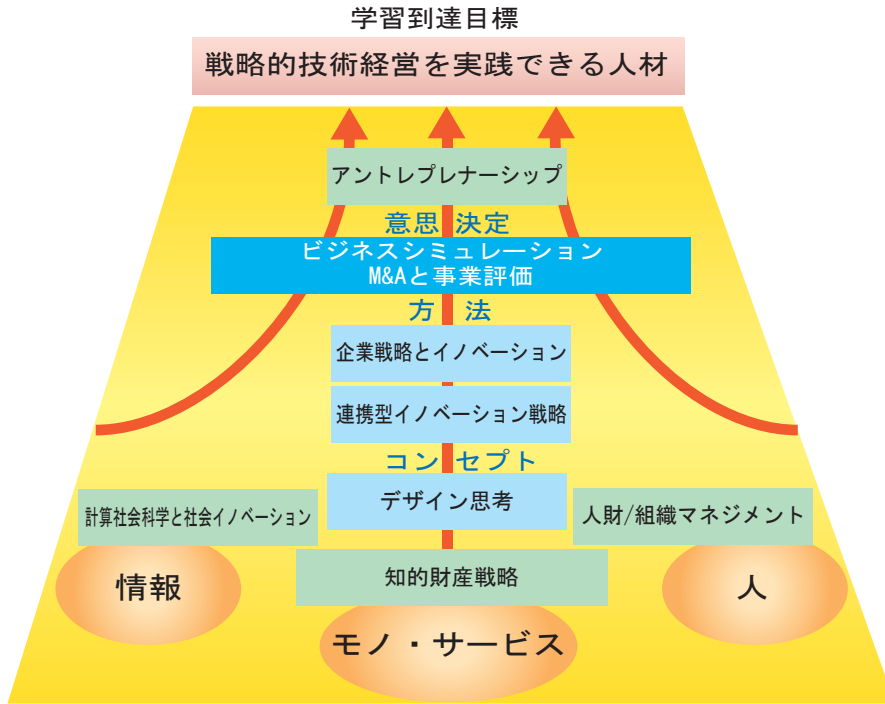 学習到達目標
戦略的技術経営を実践できる人材
アントレプレナーシップ
意思決定
ビジネスシミュレーション
M&Aと事業評価
方法
企業戦略とイノベーション
連携型イノベーション戦略
コンセプト
デザイン思考
計算社会科学と社会イノベーション
人財/組織マネジメント
知的財産戦略
情報
人
モノ・サービス